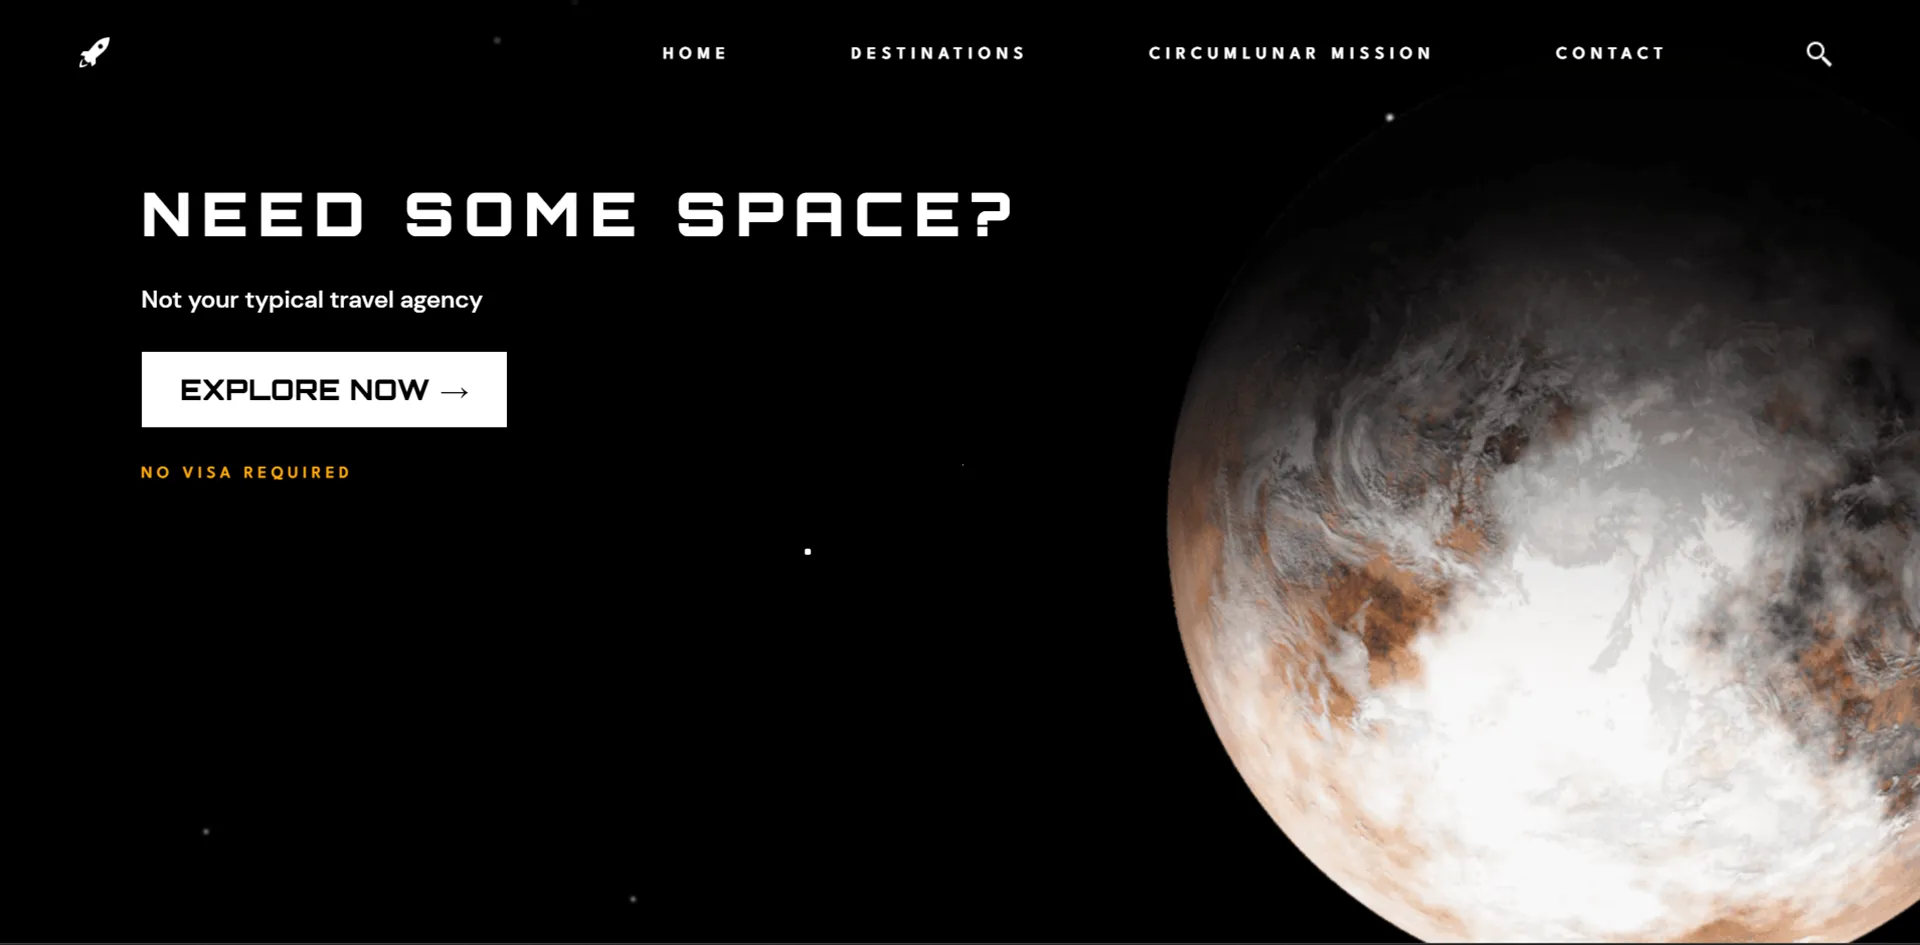 HOME DESTINATIONS CIRCUMLUNAR MISSION CONTACT
NEED SOME SPACE?
Not your typical travel agency
EXPLORE NOW →
NO VISA REQUIRED